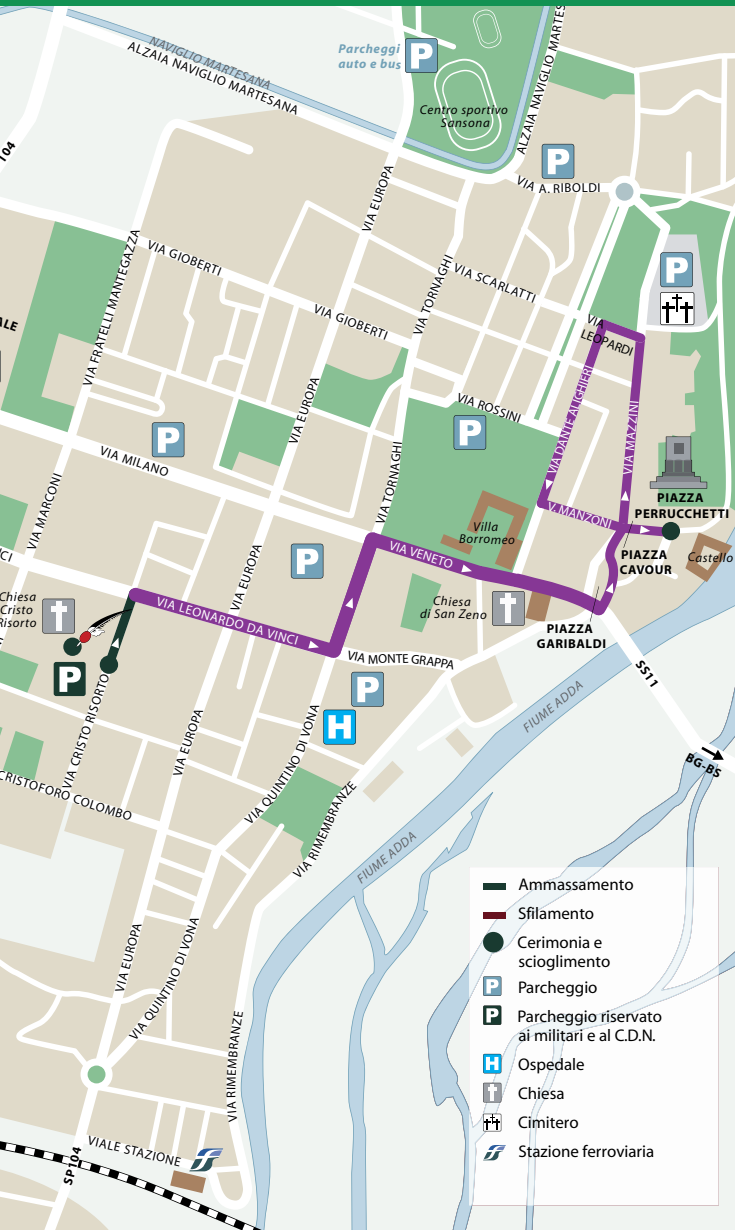 NAVIGLIO MARTESANA
ALZAIA NAVIGLIO MARTESANA
Parcheggi
auto e bus
P
Centro sportivo
Sansona
ALZAIA NAVIGLIO MARTES
104
P
VIA A. RIBOLDI
VIA EUROPA
VIA GIOBERTI
VIA FRATELLI MANTEGAZZA
VIA TORNAGHI
VIA SCARLATTI
P
VIA GIOBERTI
VIA
LEOPARDI
ALE
VIA ROSSINI
VIA DANTE ALIGHIERI
VIA MAZZINI
VIA EUROPA
P
P
VIA MILANO
VIA TORNAGHI
VIA MARCONI
V. MANZONI
PIAZZA
PERRUCCHETTI
Villa
Borromeo
PIAZZA
CAVOUR
Castello
NCI
P
VIA VENETO
VIA EUROPA
Chiesa
Cristo
Risorto
VIA LEONARDO DA VINCI
Chiesa
di San Zeno
PIAZZA
GARIBALDI
P
VIA MONTE GRAPPA
P
SS11
H
FIUME ADDA
VIA CRISTO RISORTO
VIA EUROPA
VIA QUINTINO DI VONA
BG-BS
CRISTOFORO COLOMBO
VIA RIMEMBRANZE
FIUME ADDA
VIA EUROPA
VIA QUINTINO DI VONA
VIA RIMEMBRANZE
VIALE STAZIONE
SP104
Ammassamento
Sfilamento
Cerimonia e
scioglimento
P Parcheggio
P Parcheggio riservato
ai militari e al C.D.N.
H Ospedale
Chiesa
Cimitero
Stazione ferroviaria